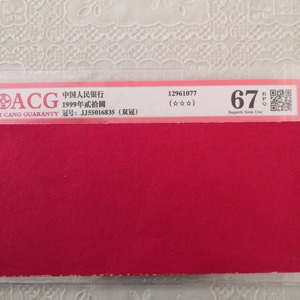 ACG
CANG GUARANTY
中国人民银行
1999年贰拾圆
冠号: JJ55016835 (双冠)
12961077
(☆☆☆)
67 EPQ
Superb Gem Unc